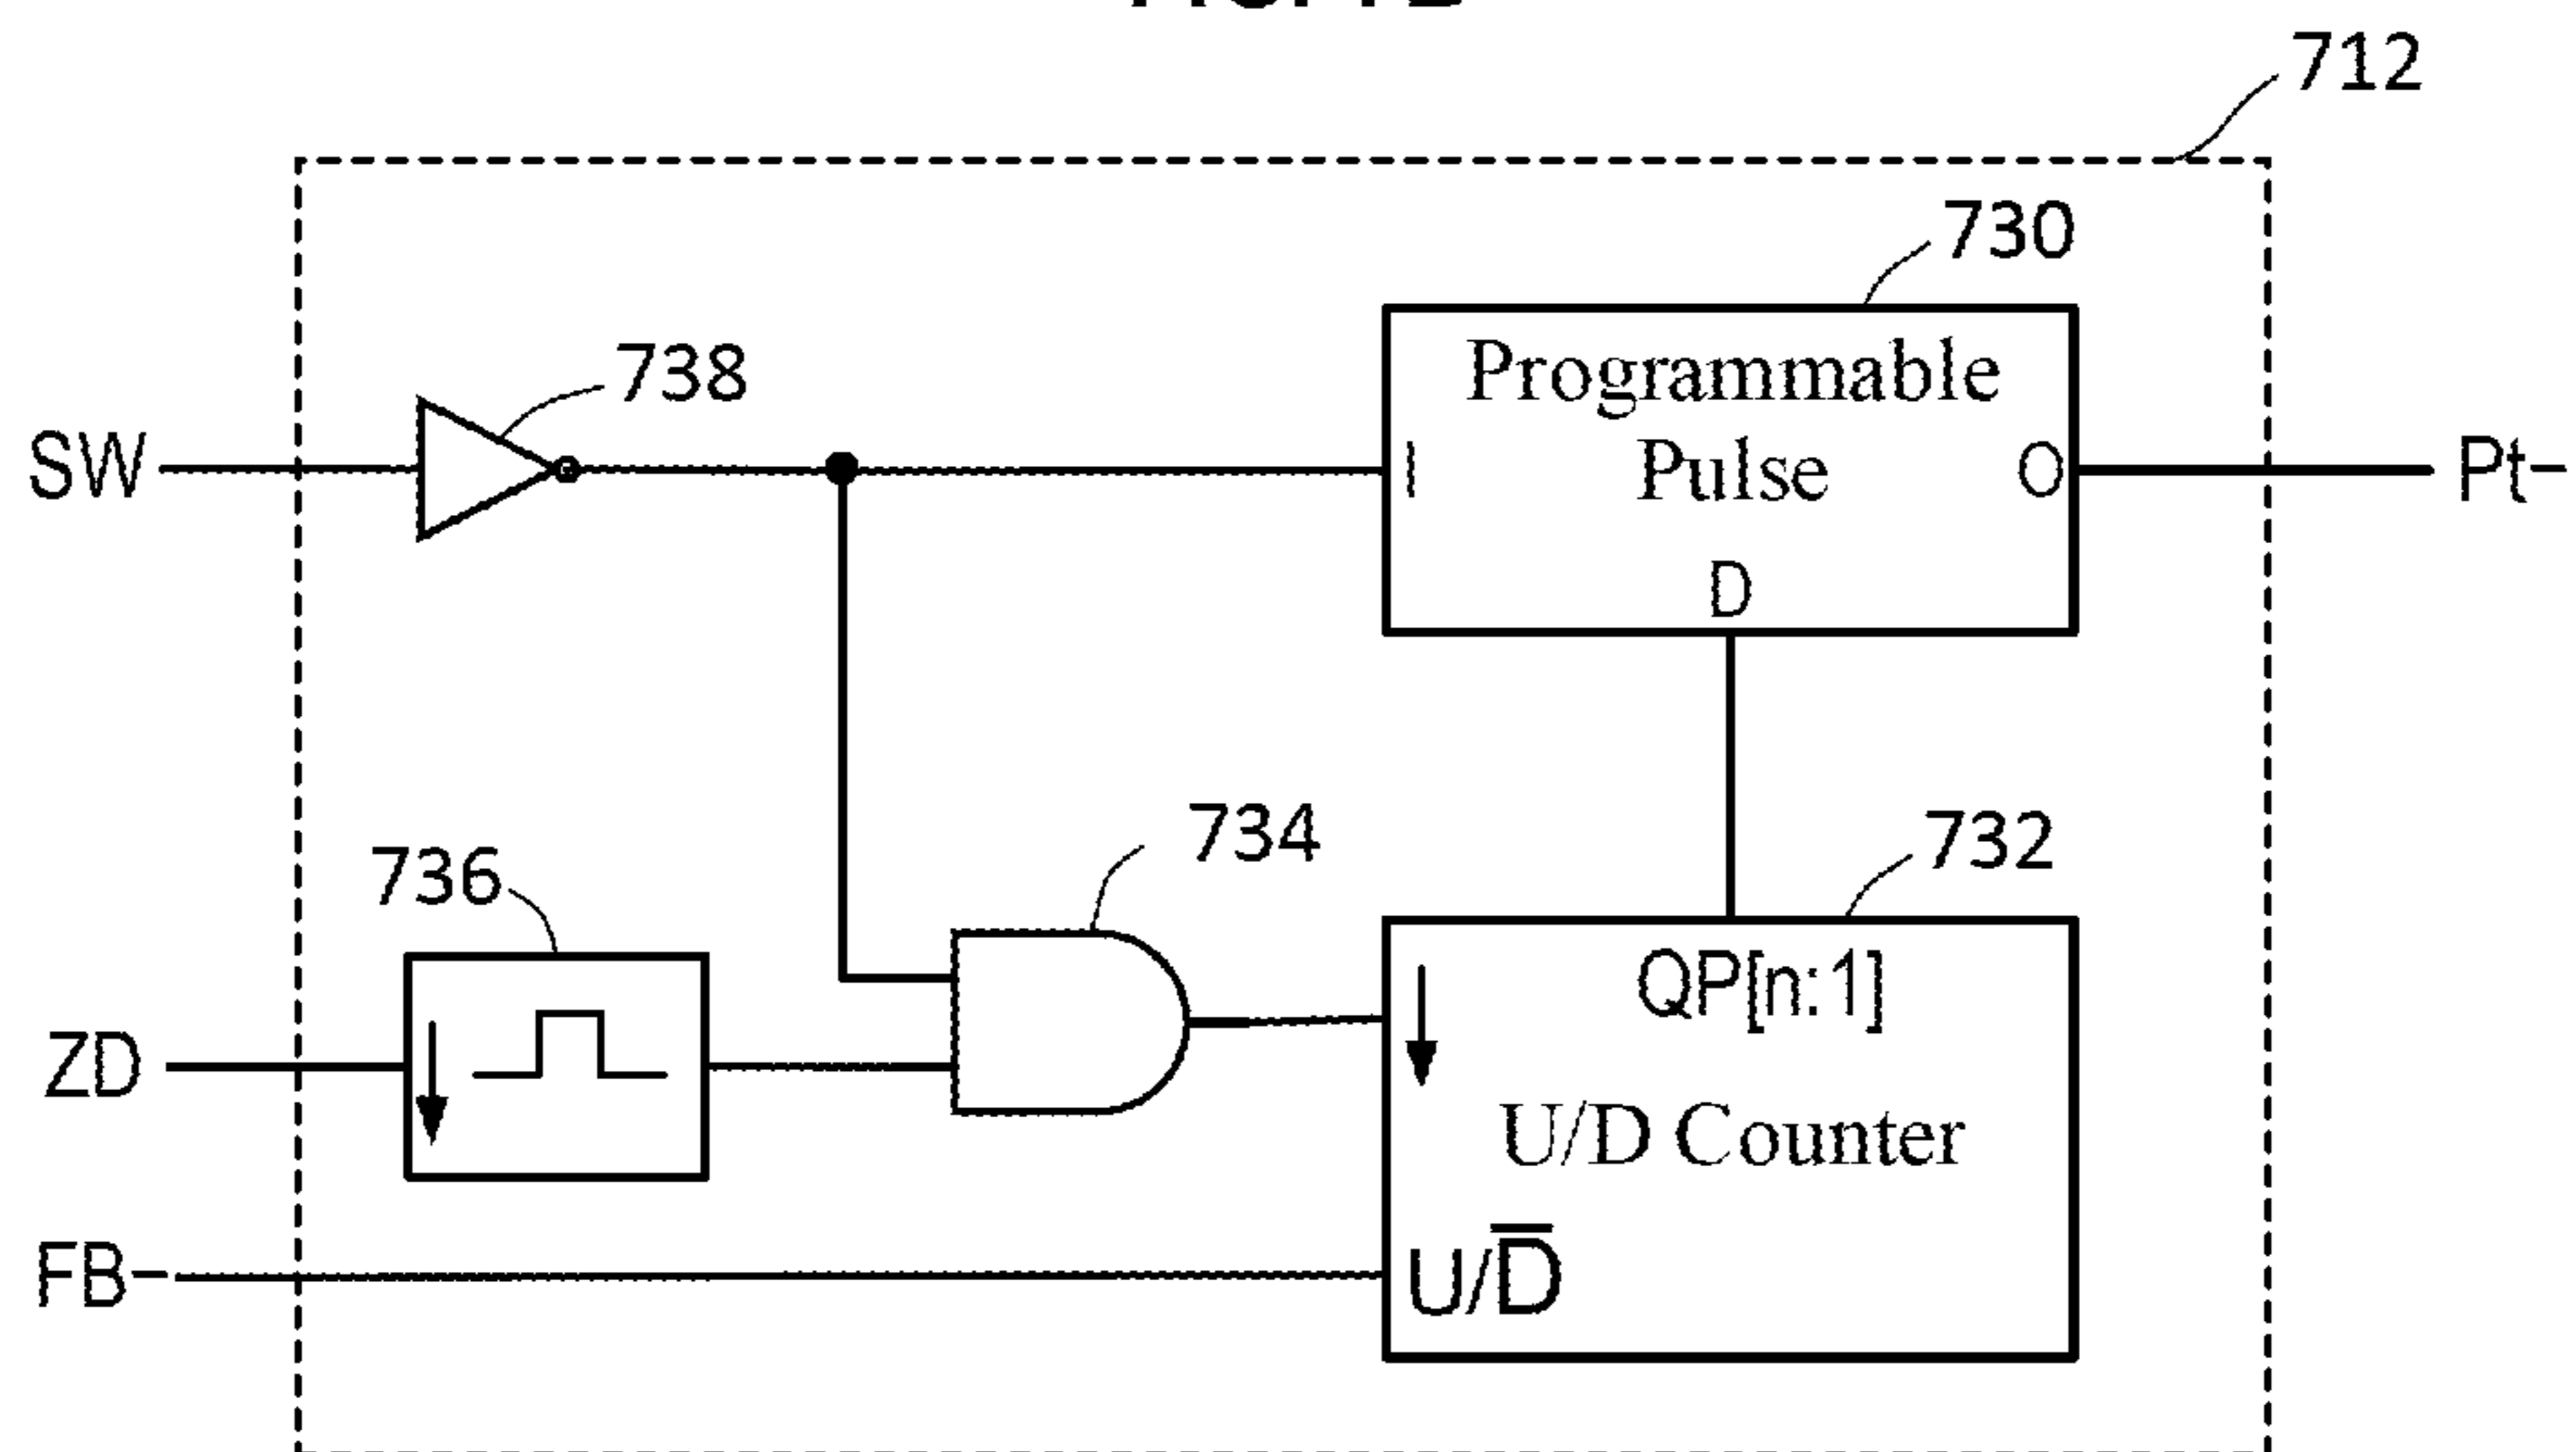 712
730
738
Programmable
SW
I
Pulse
O
Pt-
D
734
732
736
QP[n:1]
ZD
U/D Counter
FB-
U/D̅